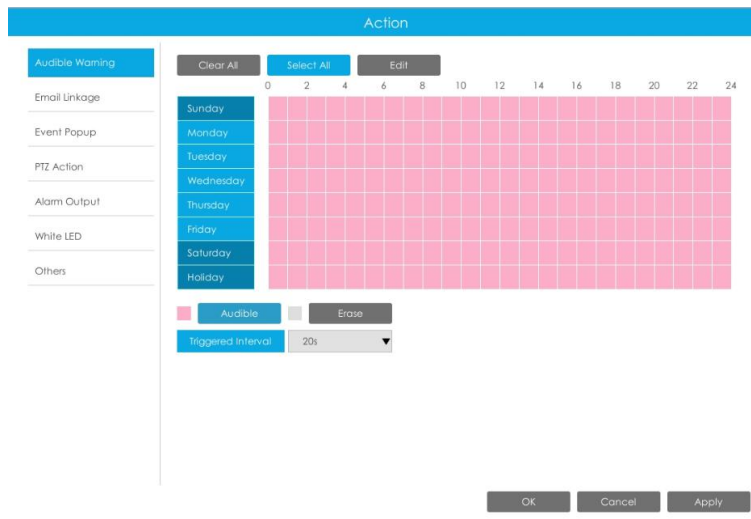 Action
Audible Warning
Email Linkage
Event Popup
PTZ Action
Alarm Output
White LED
Others
Clear All Select All Edit
0 2 4 6 8 10 12 14 16 18 20 22 24
Sunday
Monday
Tuesday
Wednesday
Thursday
Friday
Saturday
Holiday
Audible Erase
Triggered Interval 20s
OK Cancel Apply